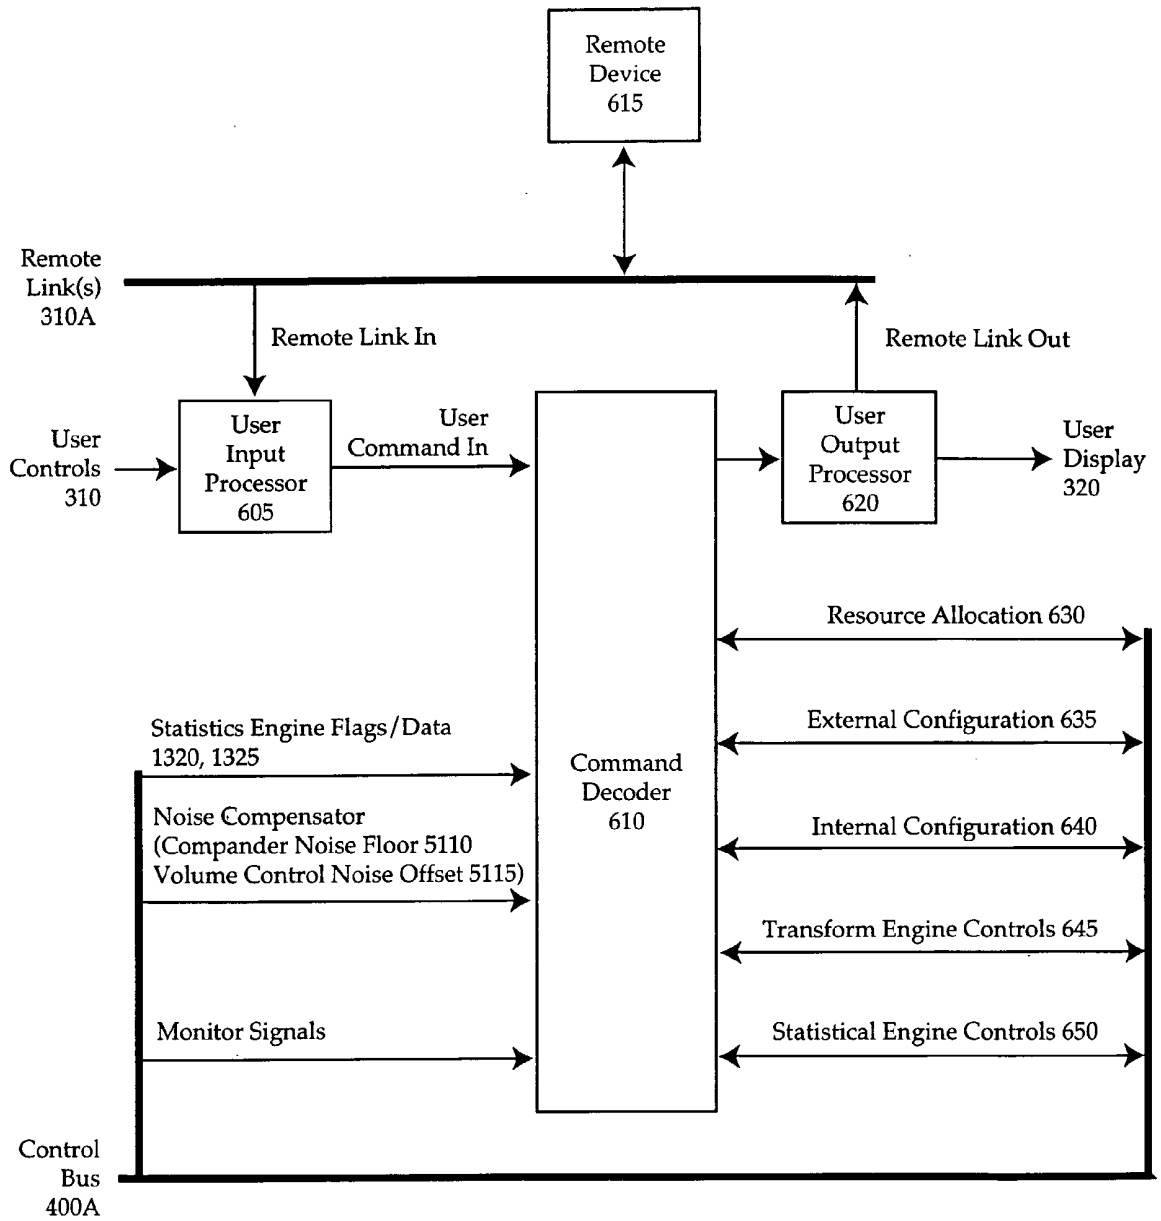 Remote
Device
615
Remote
Link(s)
310A
Remote Link In
Remote Link Out
User
Controls
310
User
Input
Processor
605
User
Command In
User
Output
Processor
620
User
Display
320
Resource Allocation 630
External Configuration 635
Internal Configuration 640
Transform Engine Controls 645
Statistical Engine Controls 650
Command
Decoder
610
Statistics Engine Flags/Data
1320, 1325
Noise Compensator
(Compander Noise Floor 5110
Volume Control Noise Offset 5115)
Monitor Signals
Control
Bus
400A